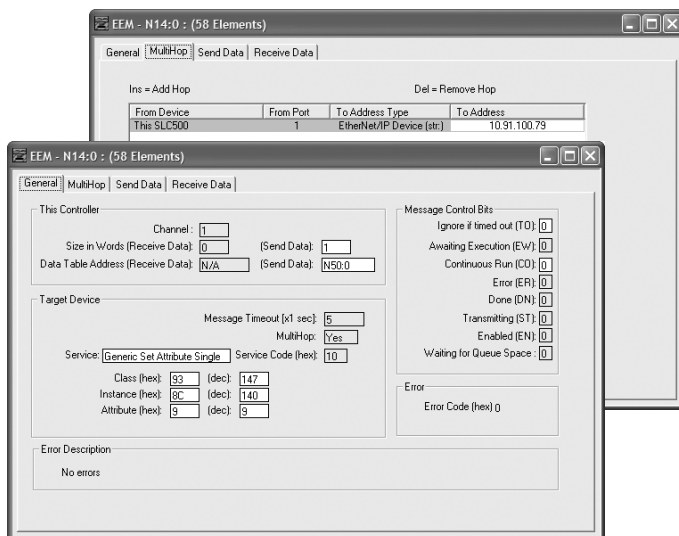 EEM - N14:0 : (58 Elements)
General MultiHop Send Data Receive Data
Ins = Add Hop Del = Remove Hop
From Device From Port To Address Type To Address
This SLC500 1 EtherNet/IP Device (str.) 10.91.100.79
EEM - N14:0 : (58 Elements)
General MultiHop Send Data Receive Data
This Controller
Channel : 1
Size in Words (Receive Data): 0 (Send Data): 1
Data Table Address (Receive Data): N/A (Send Data): N50:0
Target Device
Message Timeout [x1 sec]: 5
MultiHop: Yes
Service: Generic Set Attribute Single Service Code (hex): 10
Class (hex): 93 (dec): 147
Instance (hex): 8C (dec): 140
Attribute (hex): 9 (dec): 9
Message Control Bits
Ignore if timed out (TO): 0
Awaiting Execution (EW): 0
Continuous Run (CO): 0
Error (ER): 0
Done (DN): 0
Transmitting (ST): 0
Enabled (EN): 0
Waiting for Queue Space : 0
Error
Error Code (hex) 0
Error Description
No errors